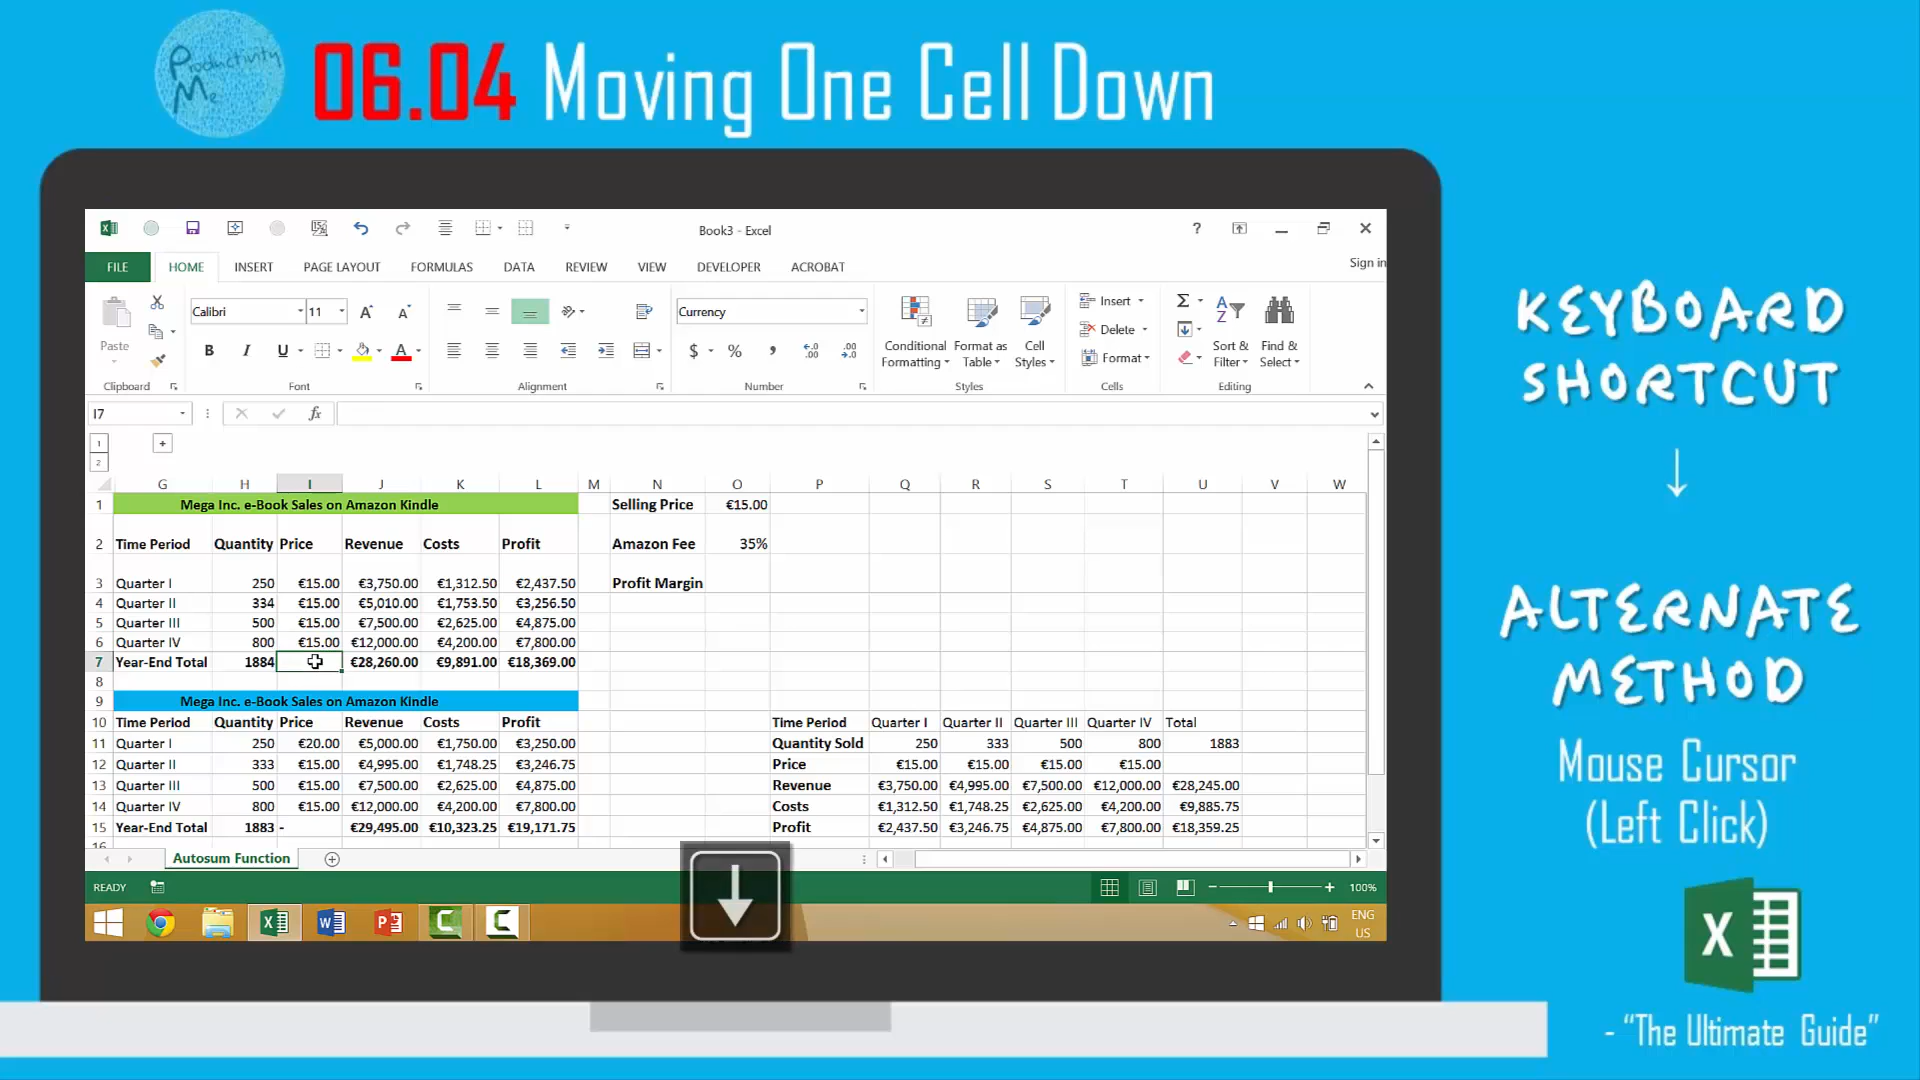 Productivity Me
06.04 Moving One Cell Down
Book3 - Excel
?
FILE HOME INSERT PAGE LAYOUT FORMULAS DATA REVIEW VIEW DEVELOPER ACROBAT Sign in
Paste
Clipboard
Calibri 11
B I U
Font
Alignment
Currency
$ % ,
Number
Conditional Formatting
Format as Table
Cell Styles
Styles
Insert
Delete
Format
Cells
Sort & Filter
Find & Select
Editing
I7 fx
1
2
G H I J K L M N O P Q R S T U V W
1 Mega Inc. e-Book Sales on Amazon Kindle Selling Price €15.00
2 Time Period Quantity Price Revenue Costs Profit Amazon Fee 35%
3 Quarter I 250 €15.00 €3,750.00 €1,312.50 €2,437.50 Profit Margin
4 Quarter II 334 €15.00 €5,010.00 €1,753.50 €3,256.50
5 Quarter III 500 €15.00 €7,500.00 €2,625.00 €4,875.00
6 Quarter IV 800 €15.00 €12,000.00 €4,200.00 €7,800.00
7 Year-End Total 1884 €28,260.00 €9,891.00 €18,369.00
8
9 Mega Inc. e-Book Sales on Amazon Kindle
10 Time Period Quantity Price Revenue Costs Profit Time Period Quarter I Quarter II Quarter III Quarter IV Total
11 Quarter I 250 €20.00 €5,000.00 €1,750.00 €3,250.00 Quantity Sold 250 333 500 800 1883
12 Quarter II 333 €15.00 €4,995.00 €1,748.25 €3,246.75 Price €15.00 €15.00 €15.00 €15.00
13 Quarter III 500 €15.00 €7,500.00 €2,625.00 €4,875.00 Revenue €3,750.00 €4,995.00 €7,500.00 €12,000.00 €28,245.00
14 Quarter IV 800 €15.00 €12,000.00 €4,200.00 €7,800.00 Costs €1,312.50 €1,748.25 €2,625.00 €4,200.00 €9,885.75
15 Year-End Total 1883 - €29,495.00 €10,323.25 €19,171.75 Profit €2,437.50 €3,246.75 €4,875.00 €7,800.00 €18,359.25
16
Autosum Function
READY 100%
ENG
US
KEYBOARD
SHORTCUT
↓
ALTERNATE
METHOD
Mouse Cursor
(Left Click)
- “The Ultimate Guide”